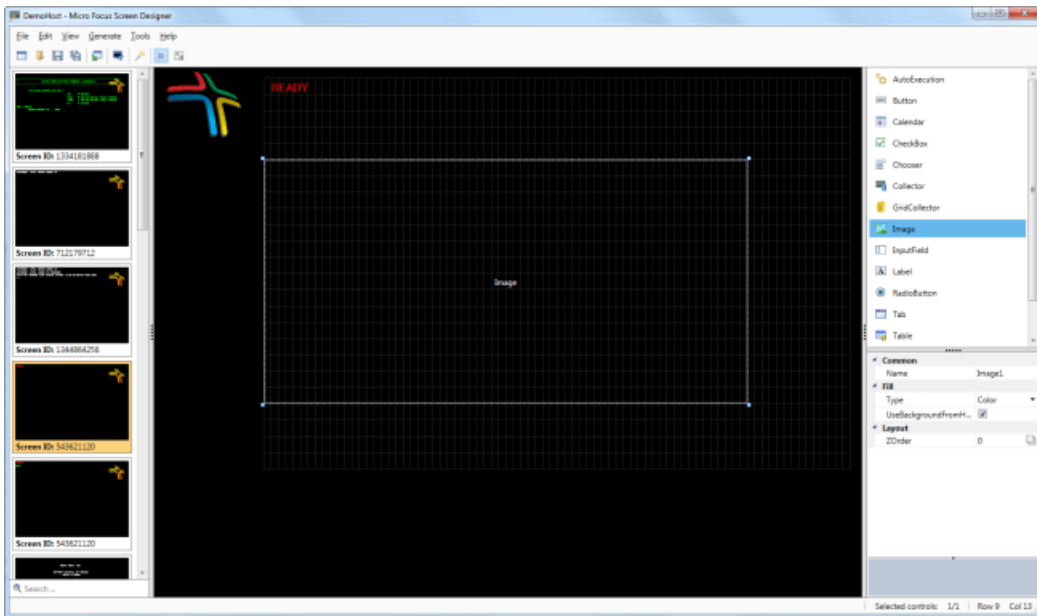 DemoHost - Micro Focus Screen Designer
File Edit View Generate Tools Help
Screen ID: 1334181868
Screen ID: 712179712
Screen ID: 1344864256
Screen ID: 543621120
Screen ID: 543621120
Search ...
READY
Image
AutoExecution
Button
Calendar
CheckBox
Chooser
Collector
GridCollector
Image
InputField
Label
RadioButton
Tab
Table
Common
Name Image1
Fill
Type Color
UseBackgroundFromH...
Layout
ZOrder 0
Selected controls: 1/1 Row 9 Col 13